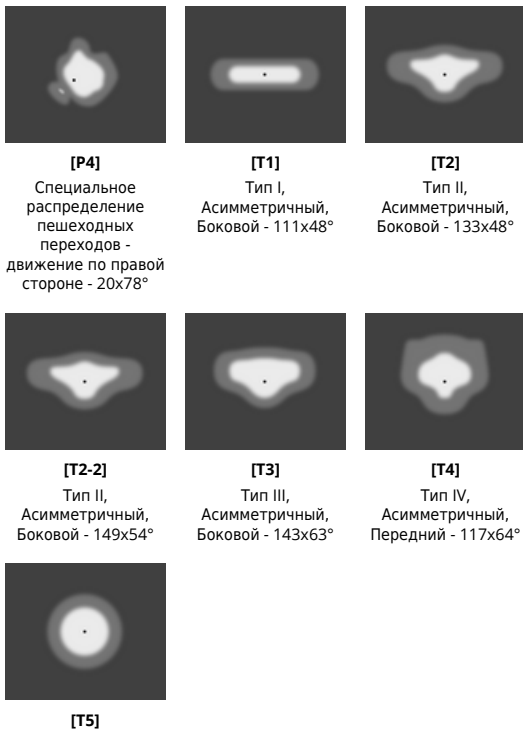 [P4]
Специальное
распределение
пешеходных
переходов -
движение по правой
стороне - 20x78°
[T1]
Тип I,
Асимметричный,
Боковой - 111x48°
[T2]
Тип II,
Асимметричный,
Боковой - 133x48°
[T2-2]
Тип II,
Асимметричный,
Боковой - 149x54°
[T3]
Тип III,
Асимметричный,
Боковой - 143x63°
[T4]
Тип IV,
Асимметричный,
Передний - 117x64°
[T5]